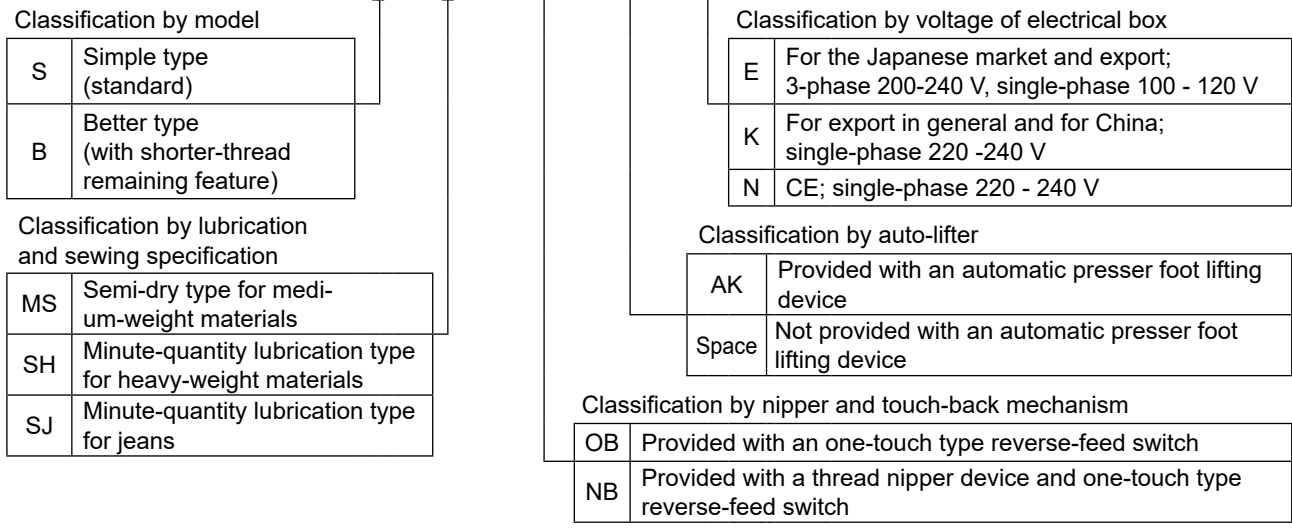 Classification by model
S Simple type
(standard)
B Better type
(with shorter-thread
remaining feature)
Classification by lubrication
and sewing specification
MS Semi-dry type for medi-
um-weight materials
SH Minute-quantity lubrication type
for heavy-weight materials
SJ Minute-quantity lubrication type
for jeans
Classification by voltage of electrical box
E For the Japanese market and export;
3-phase 200-240 V, single-phase 100 - 120 V
K For export in general and for China;
single-phase 220 -240 V
N CE; single-phase 220 - 240 V
Classification by auto-lifter
AK Provided with an automatic presser foot lifting
device
Space Not provided with an automatic presser foot
lifting device
Classification by nipper and touch-back mechanism
OB Provided with an one-touch type reverse-feed switch
NB Provided with a thread nipper device and one-touch type
reverse-feed switch